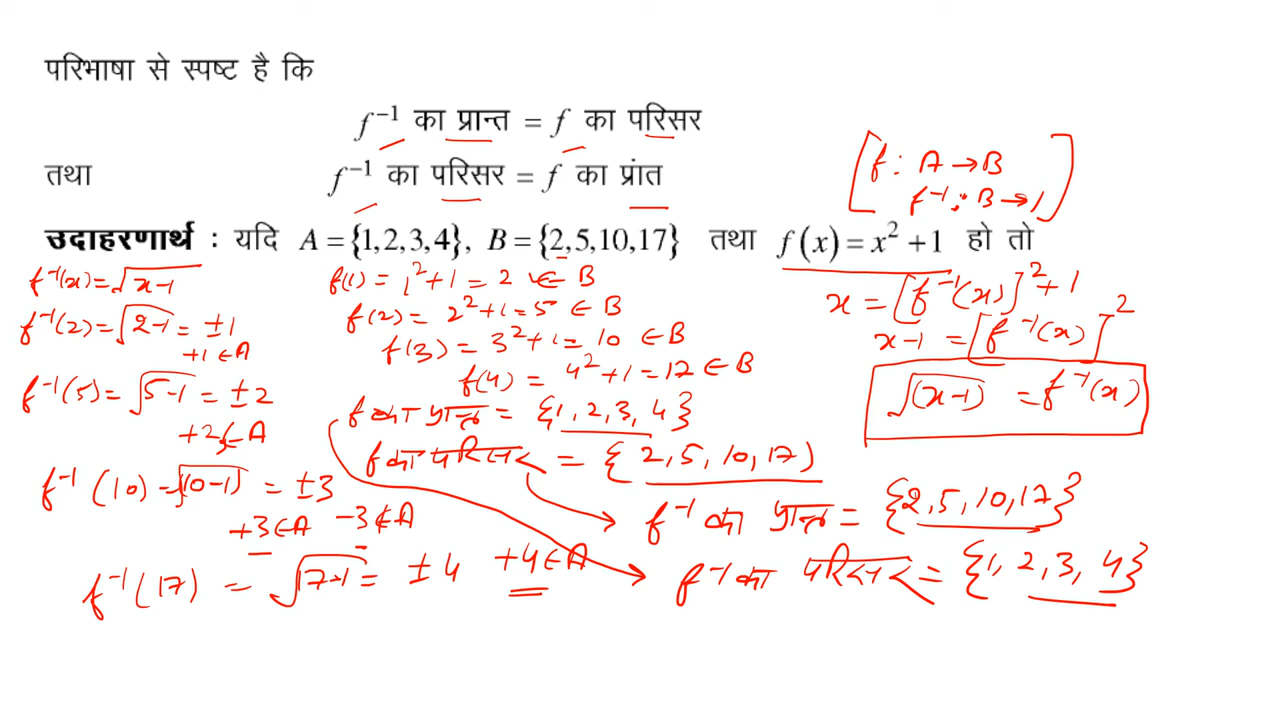 परिभाषा से स्पष्ट है कि
f⁻¹ का प्रान्त = f का परिसर
तथा f⁻¹ का परिसर = f का प्रांत
[f : A → B
f⁻¹ : B → 1]
उदाहरणार्थ : यदि A = {1,2,3,4}, B = {2,5,10,17} तथा f(x) = x² + 1 हो तो
f⁻¹(x) = √x-1
f⁻¹(2) = √2-1 = ±1
+1 ∈ A
f⁻¹(5) = √5-1 = ±2
+2 ∈ A
f⁻¹(10) = √(10-1) = ±3
+3 ∈ A -3 ∉ A
f⁻¹(17) = √17-1 = ±4 +4 ∈ A
f(1) = 1² + 1 = 2 ∈ B
f(2) = 2² + 1 = 5 ∈ B
f(3) = 3² + 1 = 10 ∈ B
f(4) = 4² + 1 = 17 ∈ B
f का प्रान्त = {1, 2, 3, 4}
f का परिसर = {2, 5, 10, 17}
x = [f⁻¹(x)]² + 1
x-1 = [f⁻¹(x)]²
√(x-1) = f⁻¹(x)
f⁻¹ का प्रान्त = {2, 5, 10, 17}
f⁻¹ का परिसर = {1, 2, 3, 4}